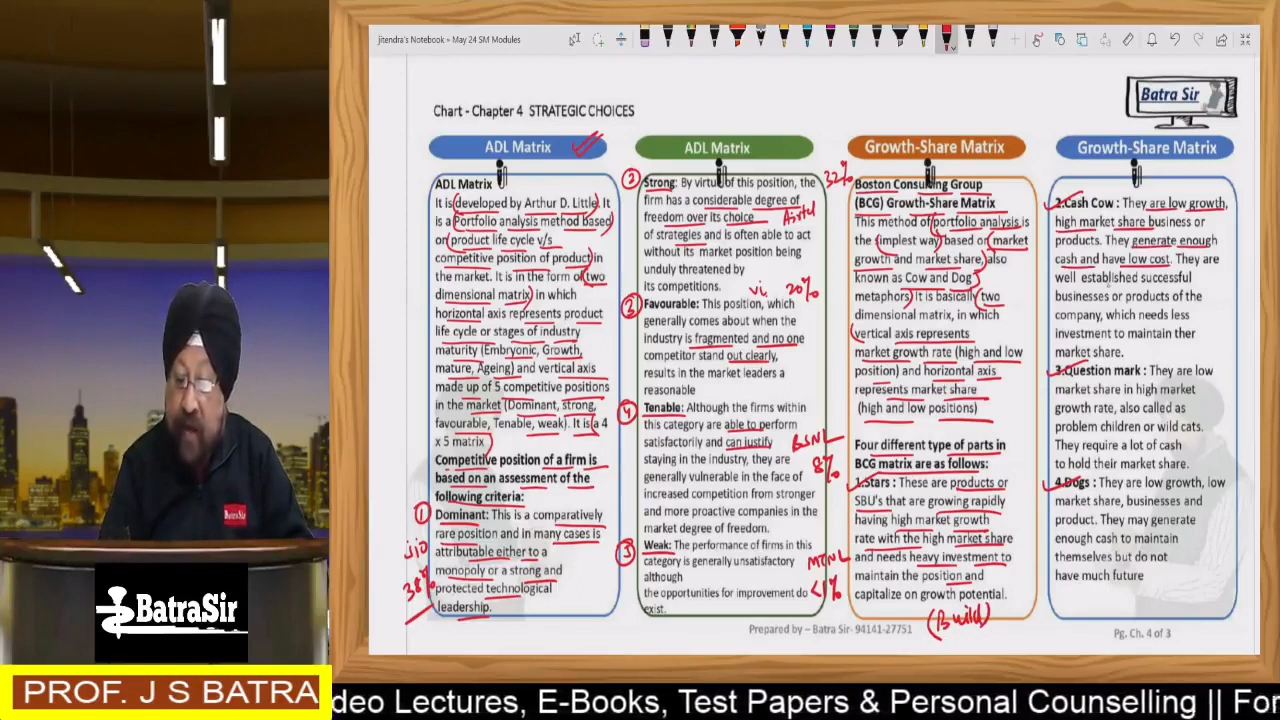 jitendra's Notebook » May 24 SM Modules
Chart - Chapter 4 STRATEGIC CHOICES
Batra Sir
ADL Matrix
ADL Matrix
It is developed by Arthur D. Little. It
is a Portfolio analysis method based
on product life cycle v/s
competitive position of product in
the market. It is in the form of two
dimensional matrix in which
horizontal axis represents product
life cycle or stages of industry
maturity (Embryonic, Growth,
mature, Ageing) and vertical axis
made up of 5 competitive positions
in the market (Dominant, strong,
favourable, Tenable, weak). It is a 4
x 5 matrix
Competitive position of a firm is
based on an assessment of the
following criteria:
1 Dominant: This is a comparatively
rare position and in many cases is
attributable either to a
monopoly or a strong and
protected technological
leadership.
jio
38%
ADL Matrix
2 Strong: By virtue of this position, the
firm has a considerable degree of
freedom over its choice
of strategies and is often able to act
without its market position being
unduly threatened by
its competitions.
32%
Airtel
vi 20%
3 Favourable: This position, which
generally comes about when the
industry is fragmented and no one
competitor stand out clearly,
results in the market leaders a
reasonable
4 Tenable: Although the firms within
this category are able to perform
satisfactorily and can justify
staying in the industry, they are
generally vulnerable in the face of
increased competition from stronger
and more proactive companies in the
market degree of freedom.
BSNL
8%
5 Weak: The performance of firms in this
category is generally unsatisfactory
although
the opportunities for improvement do
exist.
MTNL
<1%
Growth-Share Matrix
Boston Consulting Group
(BCG) Growth-Share Matrix
This method of portfolio analysis is
the simplest way based on market
growth and market share, also
known as Cow and Dog
metaphors) It is basically two
dimensional matrix, in which
vertical axis represents
market growth rate (high and low
position) and horizontal axis
represents market share
(high and low positions)
Four different type of parts in
BCG matrix are as follows:
1.Stars : These are products or
SBU's that are growing rapidly
having high market growth
rate with the high market share
and needs heavy investment to
maintain the position and
capitalize on growth potential.
(Build)
Growth-Share Matrix
2.Cash Cow : They are low growth,
high market share business or
products. They generate enough
cash and have low cost. They are
well established successful
businesses or products of the
company, which needs less
investment to maintain ther
market share.
3.Question mark : They are low
market share in high market
growth rate, also called as
problem children or wild cats.
They require a lot of cash
to hold their market share.
4.Dogs : They are low growth, low
market share, businesses and
product. They may generate
enough cash to maintain
themselves but do not
have much future
Prepared by – Batra Sir- 94141-27751
Pg. Ch. 4 of 3
BatraSir
BatraSir
PROF. J S BATRA
deo Lectures, E-Books, Test Papers & Personal Counselling || For